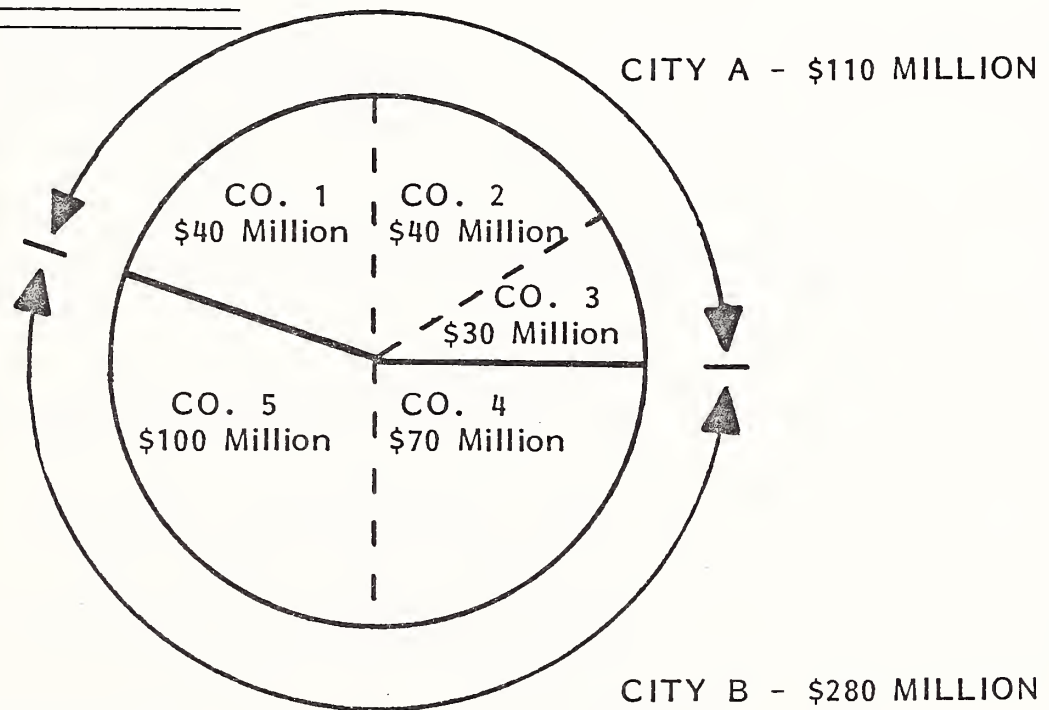 CITY A - $110 MILLION
CO. 1
$40 Million
CO. 2
$40 Million
CO. 3
$30 Million
CO. 5
$100 Million
CO. 4
$70 Million
CITY B - $280 MILLION